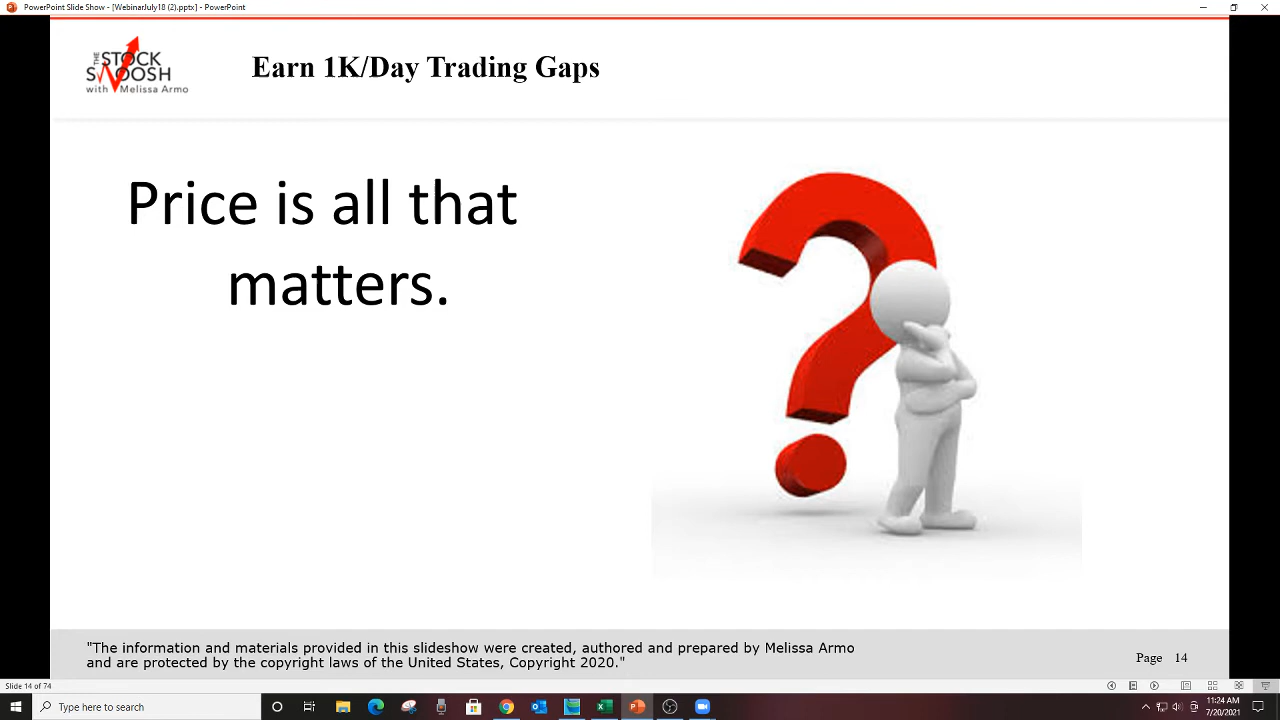 PowerPoint Slide Show - [WebinarJuly18 (2).pptx] - PowerPoint
THE STOCK
SWOOSH
with Melissa Armo
Earn 1K/Day Trading Gaps
Price is all that
matters.
"The information and materials provided in this slideshow were created, authored and prepared by Melissa Armo
and are protected by the copyright laws of the United States, Copyright 2020."
Page 14
Slide 14 of 74
Type here to search
11:24 AM
7/20/2021